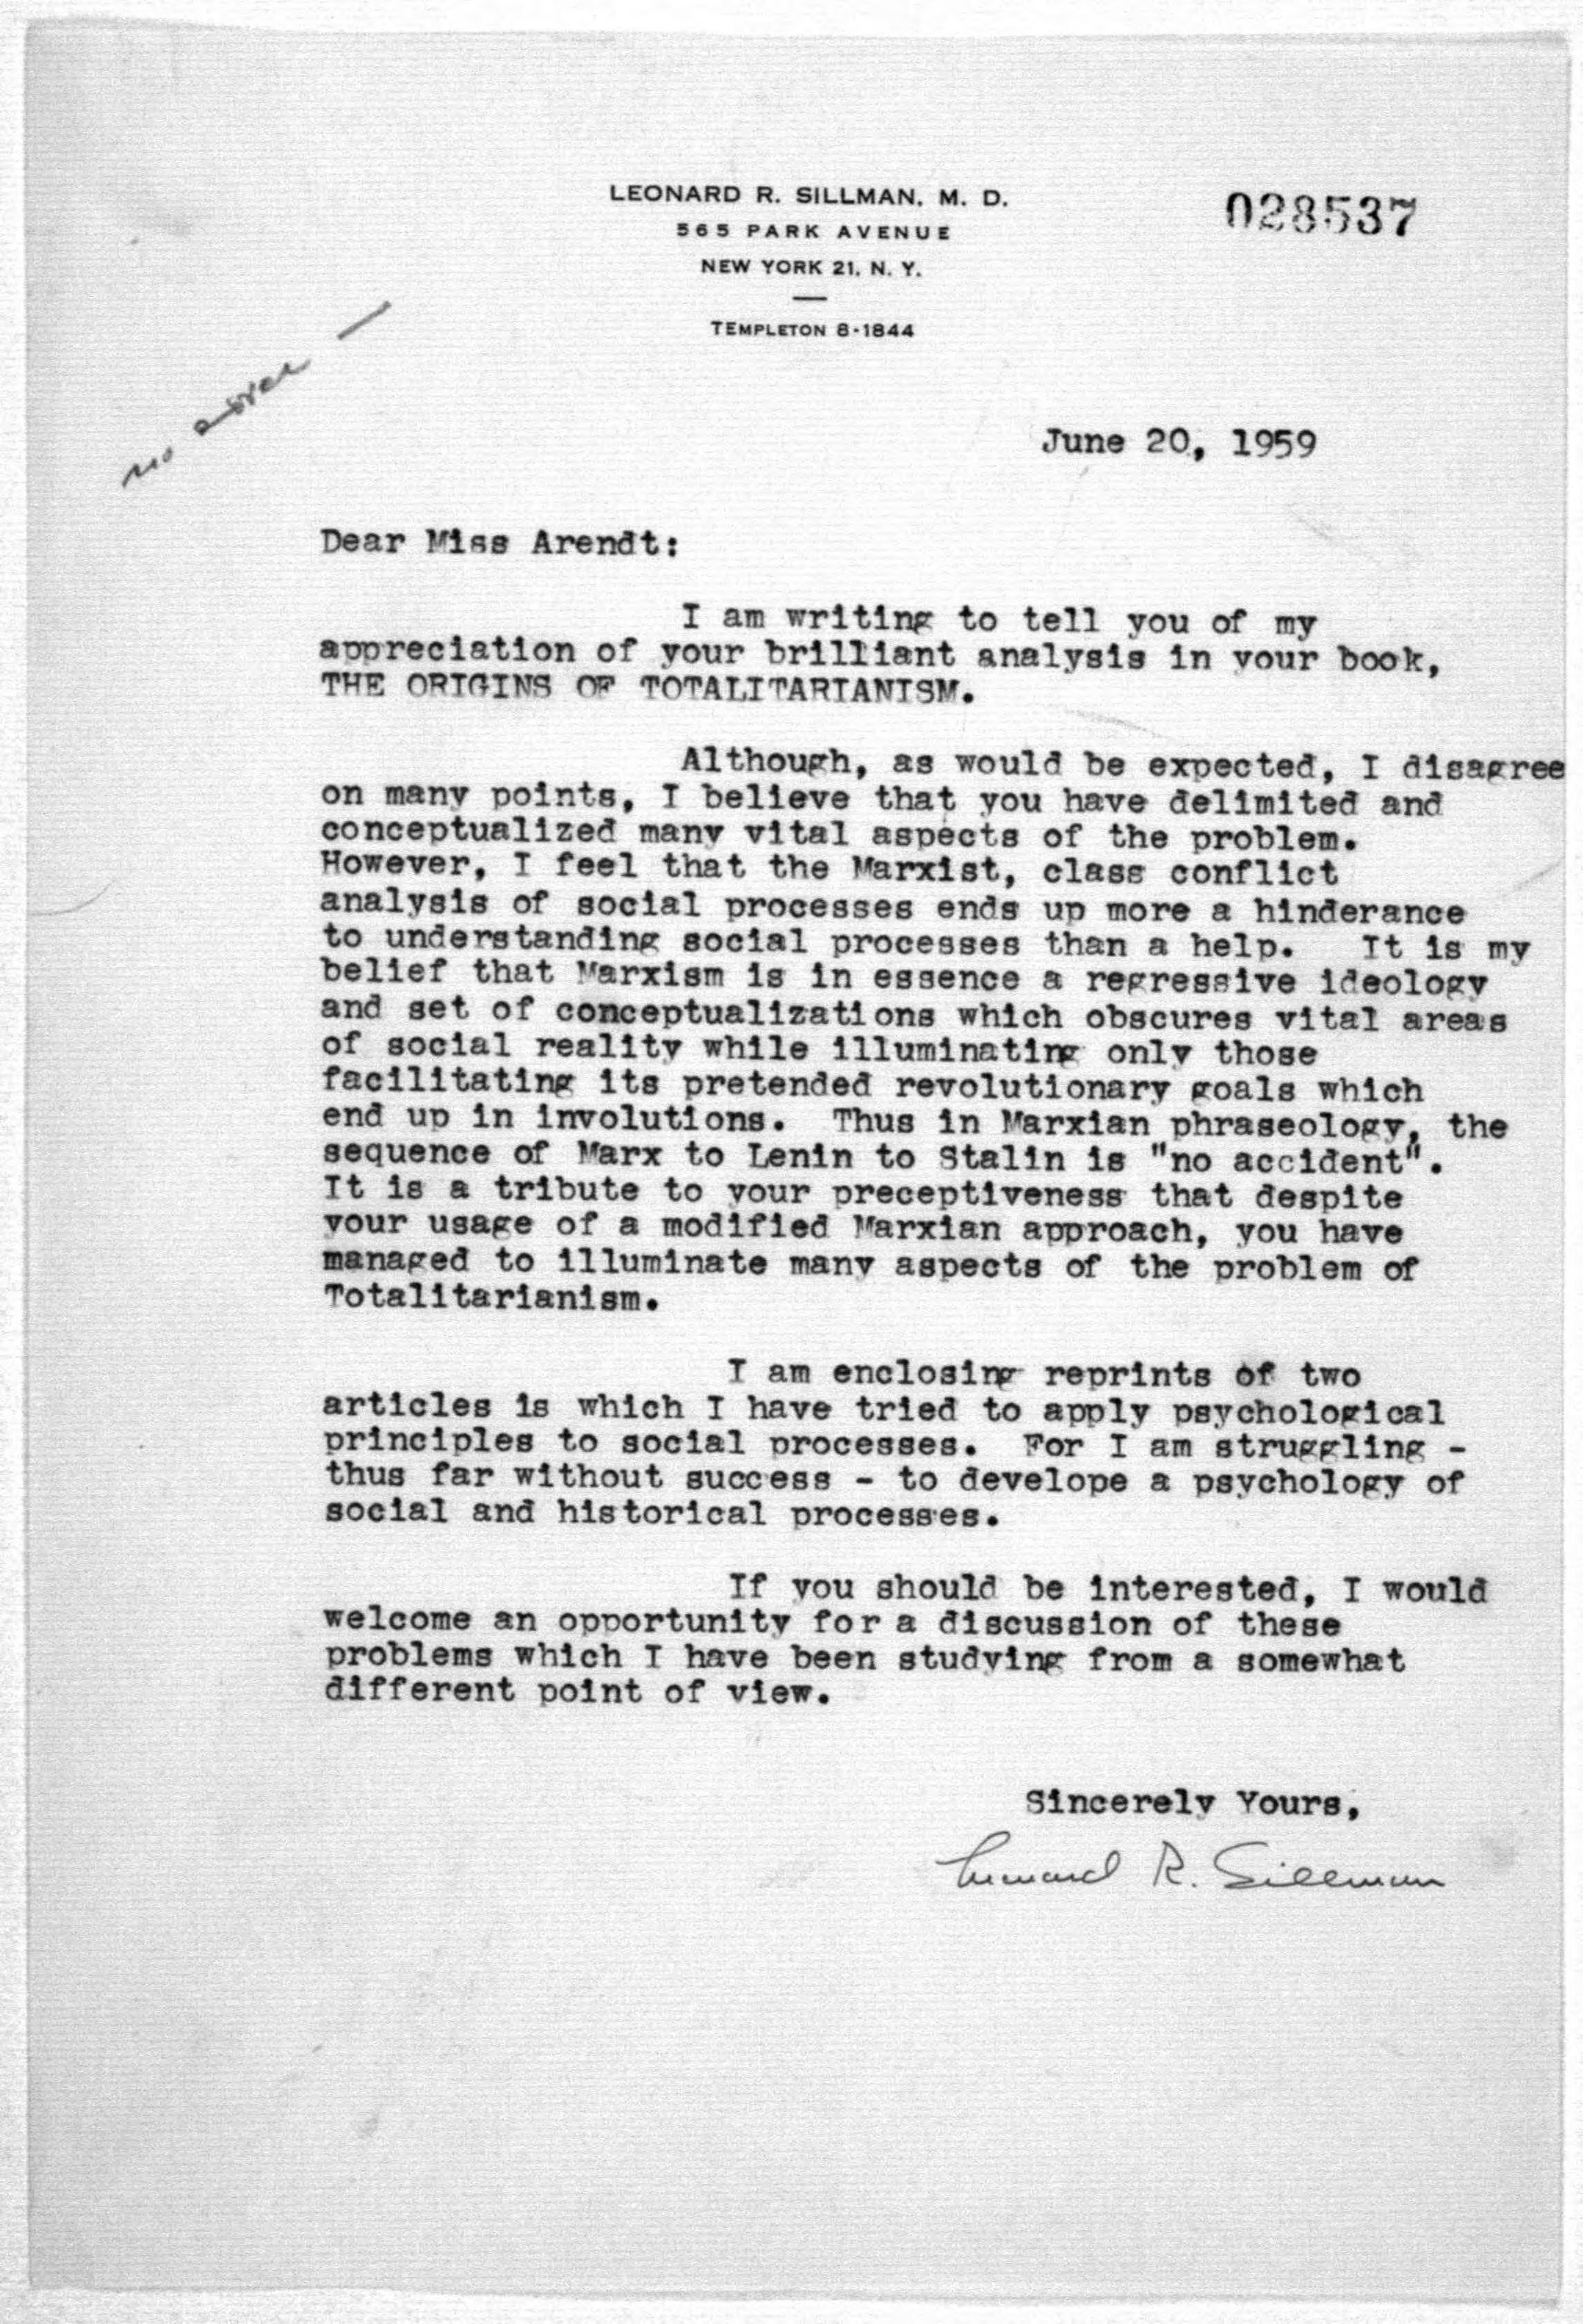 LEONARD R. SILLMAN, M. D.
028537
565 PARK AVENUE
NEW YORK 21, N. Y.
TEMPLETON 8-1844
no answer —
June 20, 1959
Dear Miss Arendt:
I am writing to tell you of my
appreciation of your brilliant analysis in your book,
THE ORIGINS OF TOTALITARIANISM.
Although, as would be expected, I disagree
on many points, I believe that you have delimited and
conceptualized many vital aspects of the problem.
However, I feel that the Marxist, class conflict
analysis of social processes ends up more a hinderance
to understanding social processes than a help. It is my
belief that Marxism is in essence a regressive ideology
and set of conceptualizations which obscures vital areas
of social reality while illuminating only those
facilitating its pretended revolutionary goals which
end up in involutions. Thus in Marxian phraseology, the
sequence of Marx to Lenin to Stalin is "no accident".
It is a tribute to your preceptiveness that despite
your usage of a modified Marxian approach, you have
managed to illuminate many aspects of the problem of
Totalitarianism.
I am enclosing reprints of two
articles is which I have tried to apply psychological
principles to social processes. For I am struggling -
thus far without success - to develope a psychology of
social and historical processes.
If you should be interested, I would
welcome an opportunity for a discussion of these
problems which I have been studying from a somewhat
different point of view.
Sincerely Yours,
Leonard R. Sillman